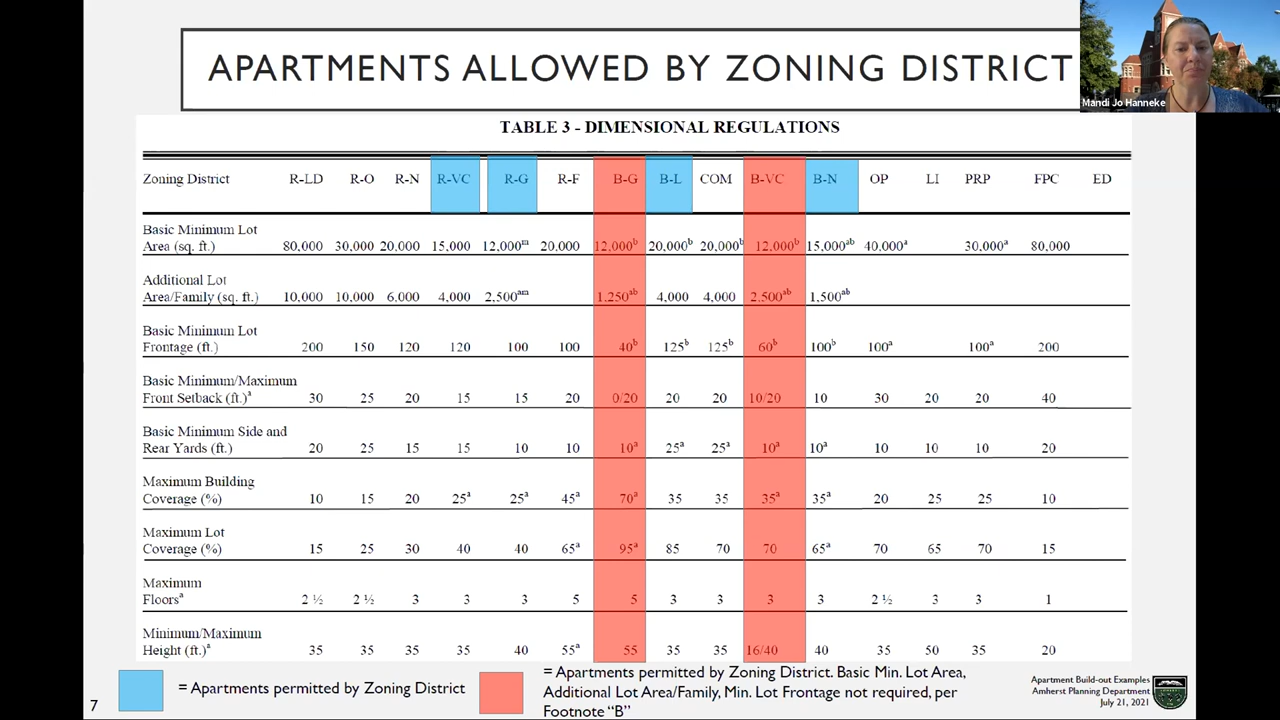 APARTMENTS ALLOWED BY ZONING DISTRICT
Mandi Jo Hanneke
TABLE 3 - DIMENSIONAL REGULATIONS
Zoning District R-LD R-O R-N R-VC R-G R-F B-G B-L COM B-VC B-N OP LI PRP FPC ED
Basic Minimum Lot
Area (sq. ft.) 80,000 30,000 20,000 15,000 12,000ᵐ 20,000 12,000ᵇ 20,000ᵇ 20,000ᵇ 12,000ᵇ 15,000ᵃᵇ 40,000ᵃ 30,000ᵃ 80,000
Additional Lot
Area/Family (sq. ft.) 10,000 10,000 6,000 4,000 2,500ᵃᵐ 1,250ᵃᵇ 4,000 4,000 2,500ᵃᵇ 1,500ᵃᵇ
Basic Minimum Lot
Frontage (ft.) 200 150 120 120 100 100 40ᵇ 125ᵇ 125ᵇ 60ᵇ 100ᵇ 100ᵃ 100ᵃ 200
Basic Minimum/Maximum
Front Setback (ft.)ᵃ 30 25 20 15 15 20 0/20 20 20 10/20 10 30 20 20 40
Basic Minimum Side and
Rear Yards (ft.) 20 25 15 15 10 10 10ᵃ 25ᵃ 25ᵃ 10ᵃ 10ᵃ 10 10 10 20
Maximum Building
Coverage (%) 10 15 20 25ᵃ 25ᵃ 45ᵃ 70ᵃ 35 35 35ᵃ 35ᵃ 20 25 25 10
Maximum Lot
Coverage (%) 15 25 30 40 40 65ᵃ 95ᵃ 85 70 70 65ᵃ 70 65 70 15
Maximum
Floorsᵃ 2 ½ 2 ½ 3 3 3 5 5 3 3 3 3 2 ½ 3 3 1
Minimum/Maximum
Height (ft.)ᵃ 35 35 35 35 40 55ᵃ 55 35 35 16/40 40 35 50 35 20
= Apartments permitted by Zoning District
= Apartments permitted by Zoning District. Basic Min. Lot Area,
Additional Lot Area/Family, Min. Lot Frontage not required, per
Footnote “B”
Apartment Build-out Examples
Amherst Planning Department
July 21, 2021
7